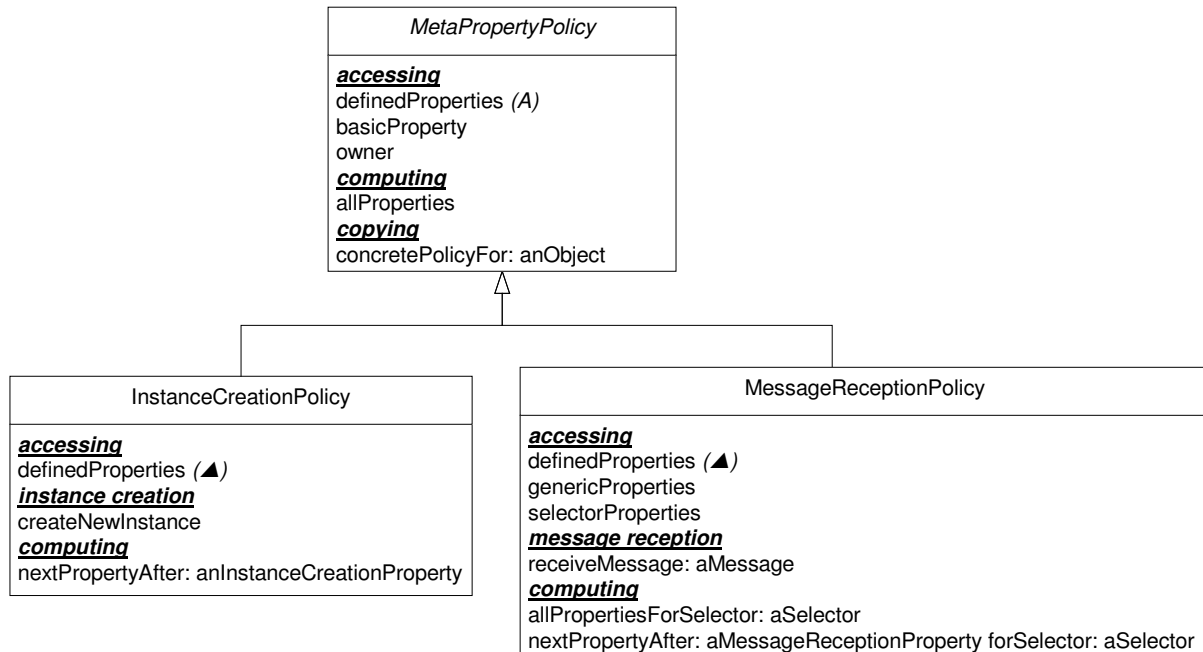 MetaPropertyPolicy
accessing
definedProperties (A)
basicProperty
owner
computing
allProperties
copying
concretePolicyFor: anObject
InstanceCreationPolicy
accessing
definedProperties (▲)
instance creation
createNewInstance
computing
nextPropertyAfter: anInstanceCreationProperty
MessageReceptionPolicy
accessing
definedProperties (▲)
genericProperties
selectorProperties
message reception
receiveMessage: aMessage
computing
allPropertiesForSelector: aSelector
nextPropertyAfter: aMessageReceptionProperty forSelector: aSelector